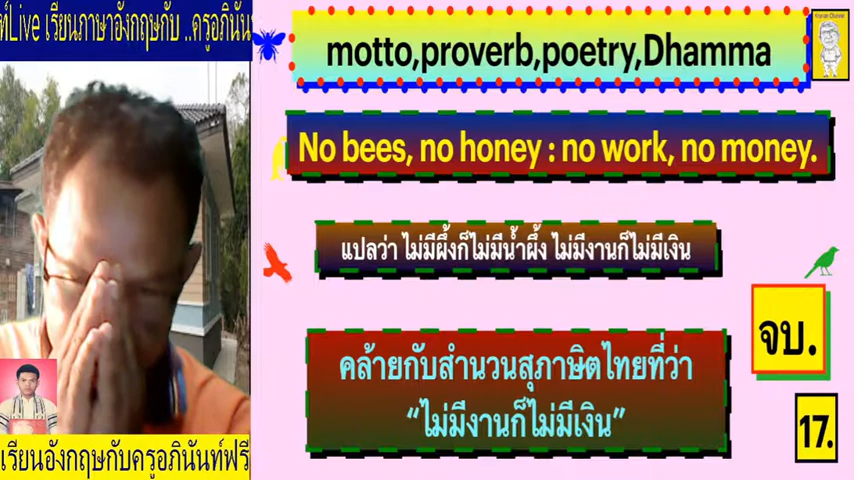 ท์Live เรียนภาษาอังกฤษกับ ..ครูอภินันท
motto,proverb,poetry,Dhamma
No bees, no honey : no work, no money.
แปลว่า ไม่มีผึ้งก็ไม่มีน้ำผึ้ง ไม่มีงานก็ไม่มีเงิน
จบ.
คล้ายกับสำนวนสุภาษิตไทยที่ว่า
“ไม่มีงานก็ไม่มีเงิน”
17.
เรียนอังกฤษกับครูอภินันท์ฟรี